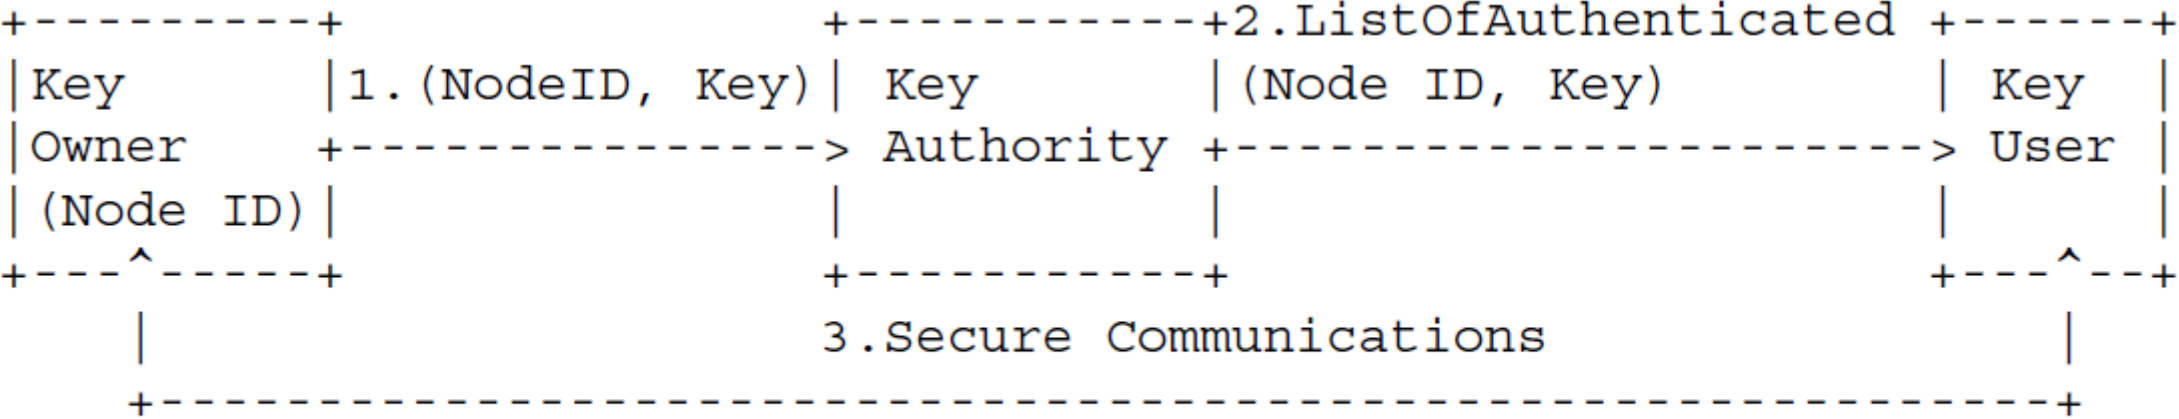 +---------+ +-----------+2.ListOfAuthenticated +------+
|Key |1.(NodeID, Key)| Key |(Node ID, Key) | Key |
|Owner +---------------> Authority +----------------------> User |
|(Node ID)| | | | |
+---^-----+ +-----------+ +---^--+
| 3.Secure Communications |
+-------------------------------------------------------------+